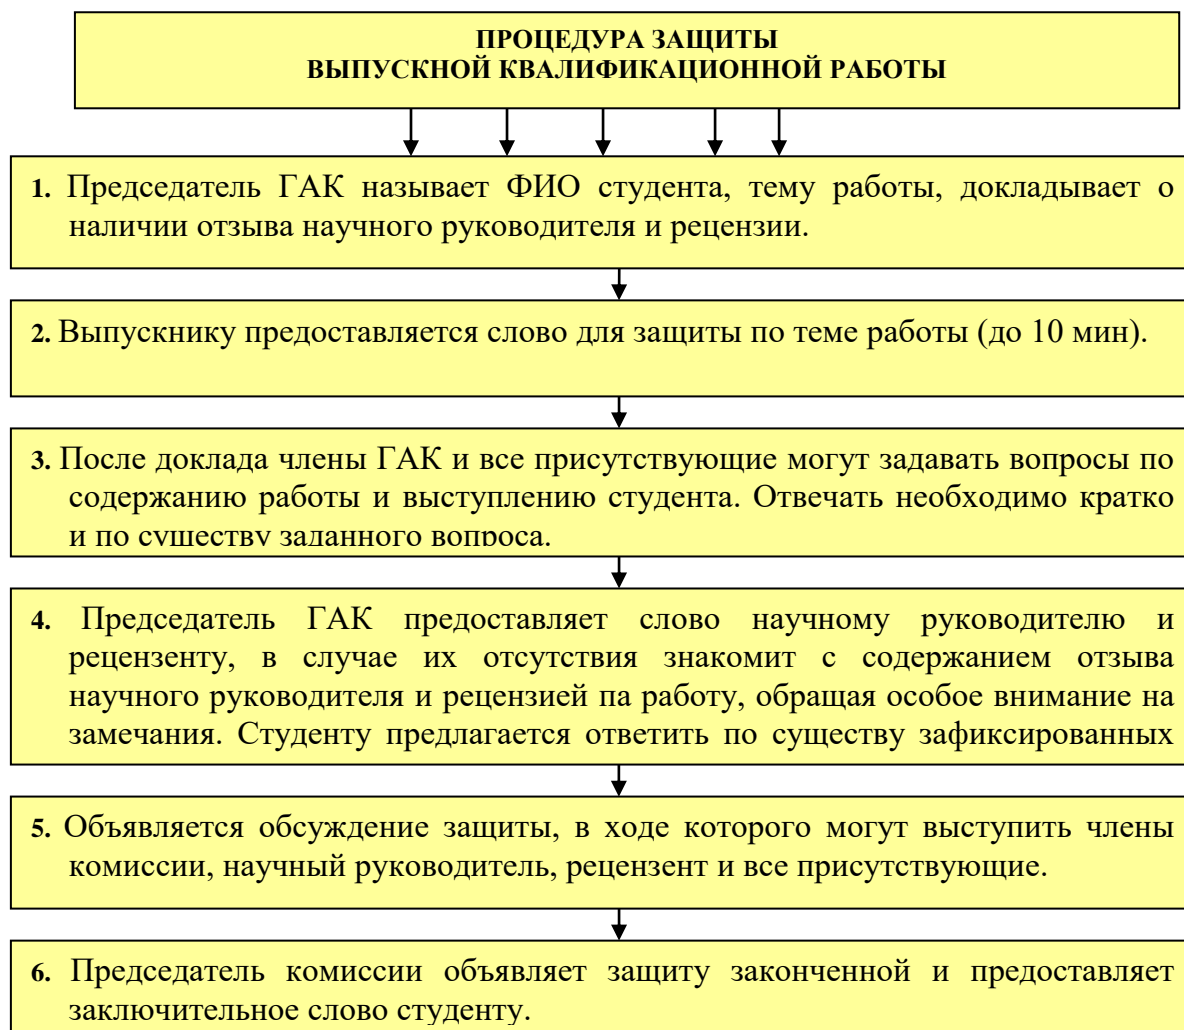 ПРОЦЕДУРА ЗАЩИТЫ
ВЫПУСКНОЙ КВАЛИФИКАЦИОННОЙ РАБОТЫ
1. Председатель ГАК называет ФИО студента, тему работы, докладывает о
наличии отзыва научного руководителя и рецензии.
2. Выпускнику предоставляется слово для защиты по теме работы (до 10 мин).
3. После доклада члены ГАК и все присутствующие могут задавать вопросы по
содержанию работы и выступлению студента. Отвечать необходимо кратко
и по существу заданного вопроса.
4. Председатель ГАК предоставляет слово научному руководителю и
рецензенту, в случае их отсутствия знакомит с содержанием отзыва
научного руководителя и рецензией па работу, обращая особое внимание на
замечания. Студенту предлагается ответить по существу зафиксированных
5. Объявляется обсуждение защиты, в ходе которого могут выступить члены
комиссии, научный руководитель, рецензент и все присутствующие.
6. Председатель комиссии объявляет защиту законченной и предоставляет
заключительное слово студенту.